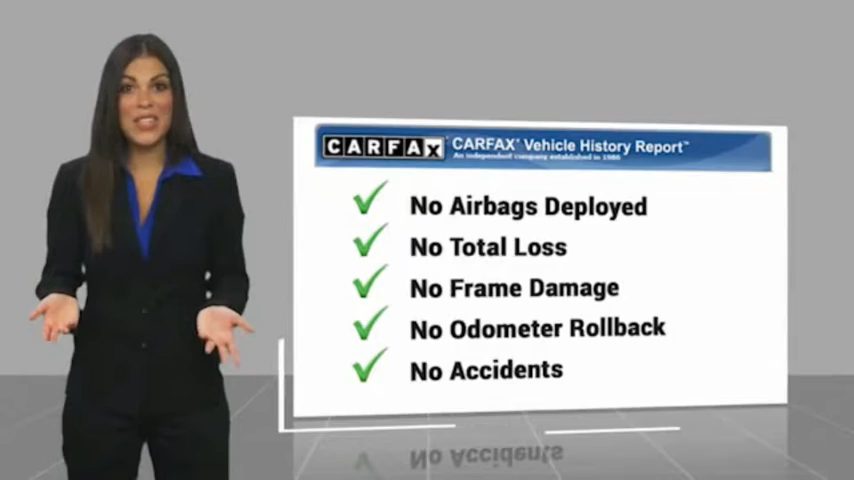 CARFAX CARFAX® Vehicle History Report™
An independent company established in 1986
No Airbags Deployed
No Total Loss
No Frame Damage
No Odometer Rollback
No Accidents
No Accidents